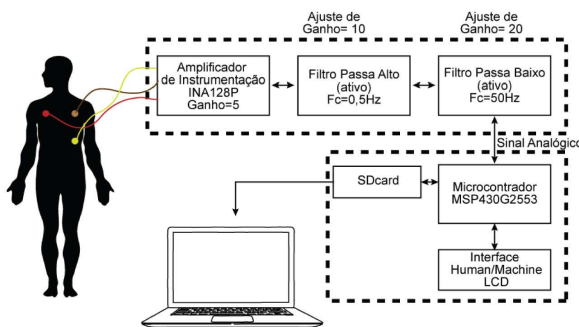 Ajuste de
Ganho= 10
Ajuste de
Ganho= 20
Amplificador
de Instrumentação
INA128P
Ganho=5
Filtro Passa Alto
(ativo)
Fc=0,5Hz
Filtro Passa Baixo
(ativo)
Fc=50Hz
Sinal Analógico
SDcard
Microcontrador
MSP430G2553
Interface
Human/Machine
LCD